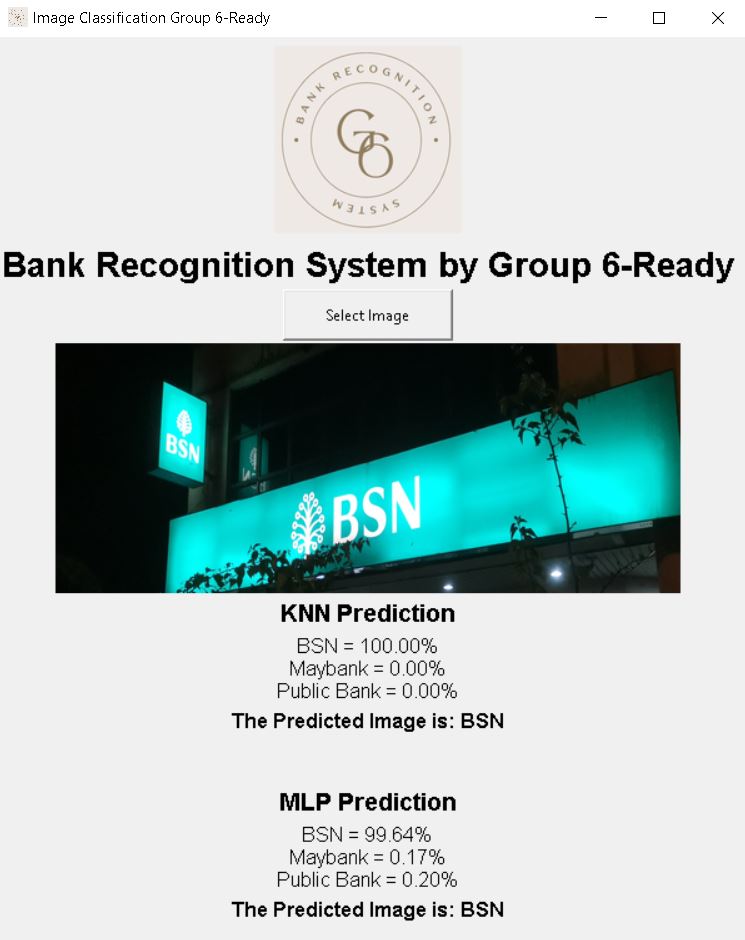 Image Classification Group 6-Ready
BANK RECOGNITION
G6
SYSTEM
Bank Recognition System by Group 6-Ready
Select Image
BSN
BSN
KNN Prediction
BSN = 100.00%
Maybank = 0.00%
Public Bank = 0.00%
The Predicted Image is: BSN
MLP Prediction
BSN = 99.64%
Maybank = 0.17%
Public Bank = 0.20%
The Predicted Image is: BSN